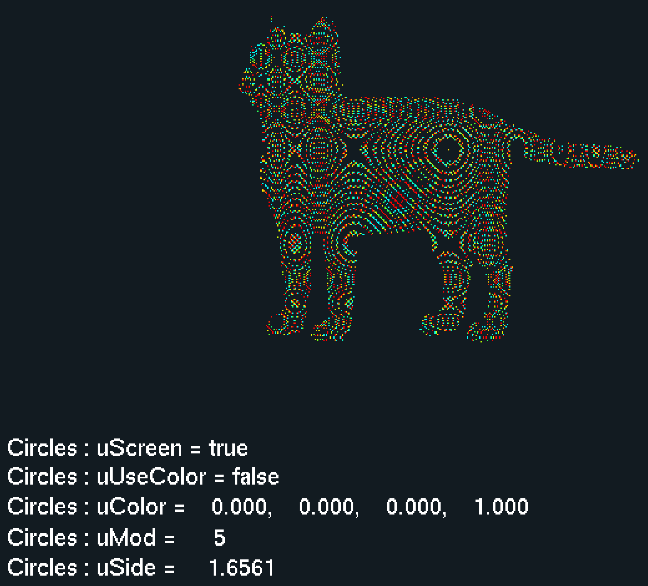 Circles : uScreen = true
Circles : uUseColor = false
Circles : uColor = 0.000, 0.000, 0.000, 1.000
Circles : uMod = 5
Circles : uSide = 1.6561